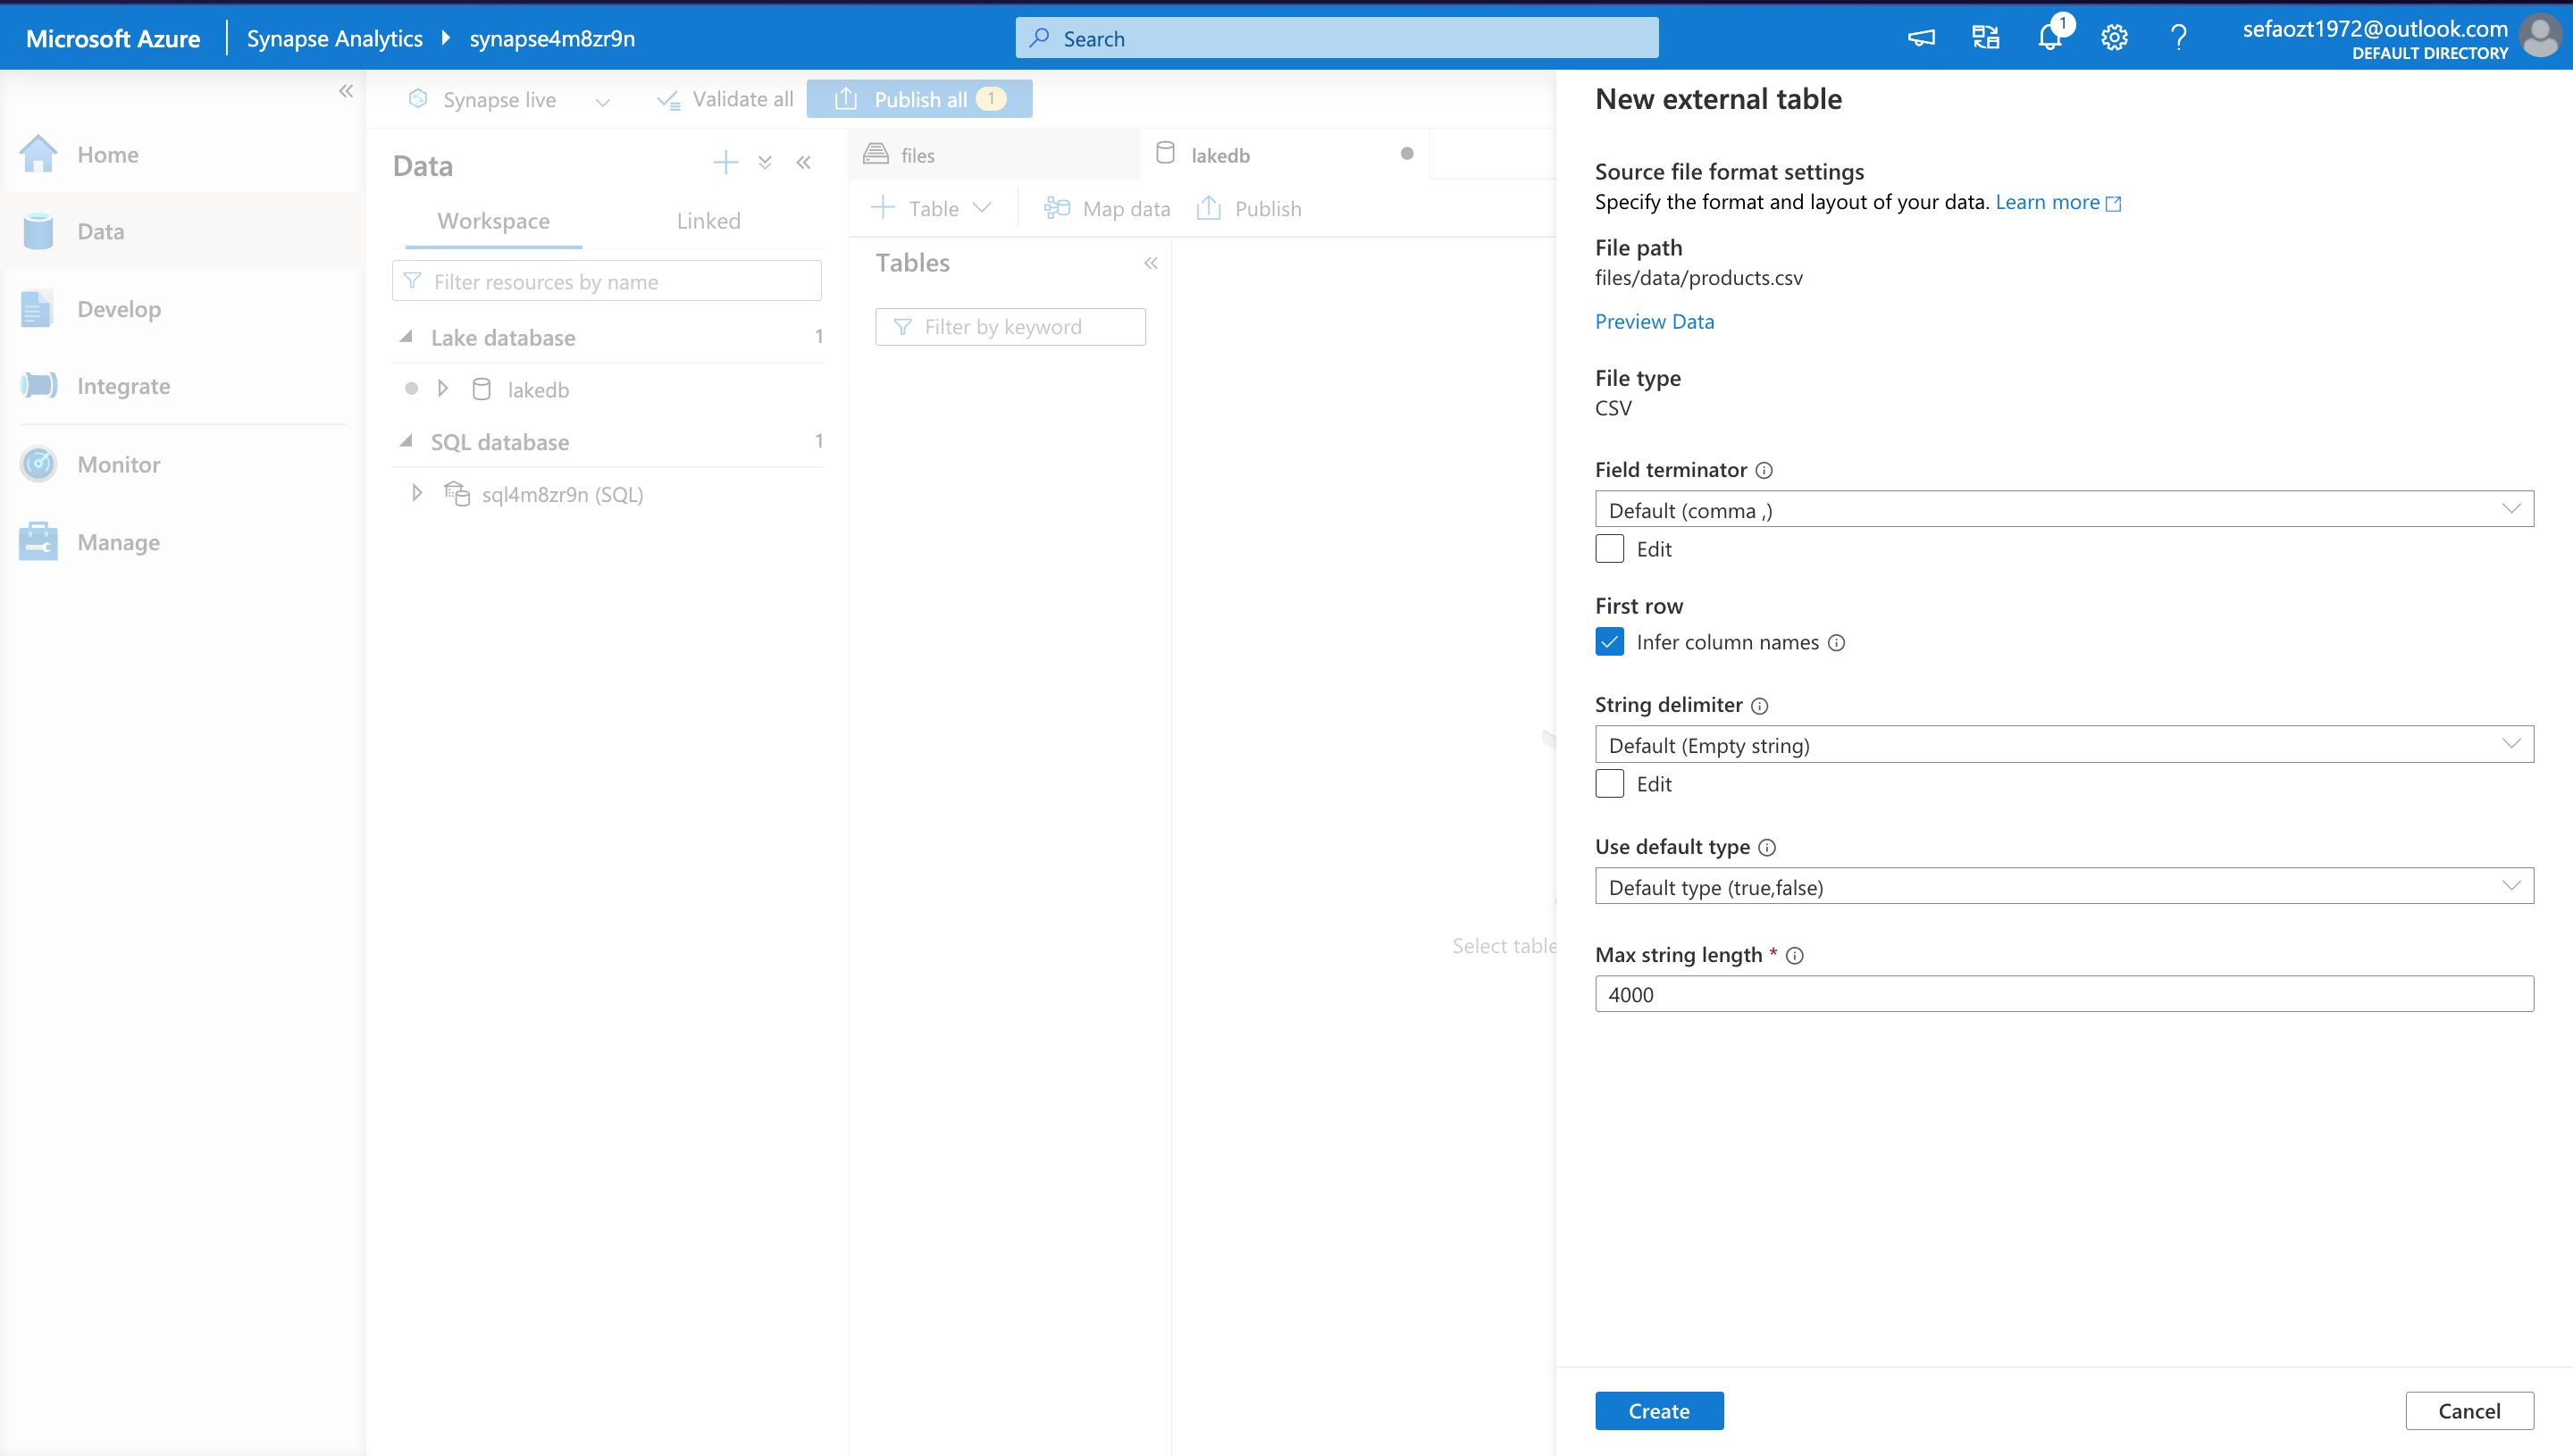 Microsoft Azure
Synapse Analytics
synapse4m8zr9n
Search
1
sefaozt1972@outlook.com
DEFAULT DIRECTORY
Home
Data
Develop
Integrate
Monitor
Manage
Synapse live
Validate all
Publish all 1
Data
Workspace
Linked
Filter resources by name
Lake database 1
lakedb
SQL database 1
sql4m8zr9n (SQL)
files
lakedb
Table
Map data
Publish
Tables
Filter by keyword
Select table
New external table
Source file format settings
Specify the format and layout of your data. Learn more
File path
files/data/products.csv
Preview Data
File type
CSV
Field terminator
Default (comma ,)
Edit
First row
Infer column names
String delimiter
Default (Empty string)
Edit
Use default type
Default type (true,false)
Max string length *
4000
Create
Cancel